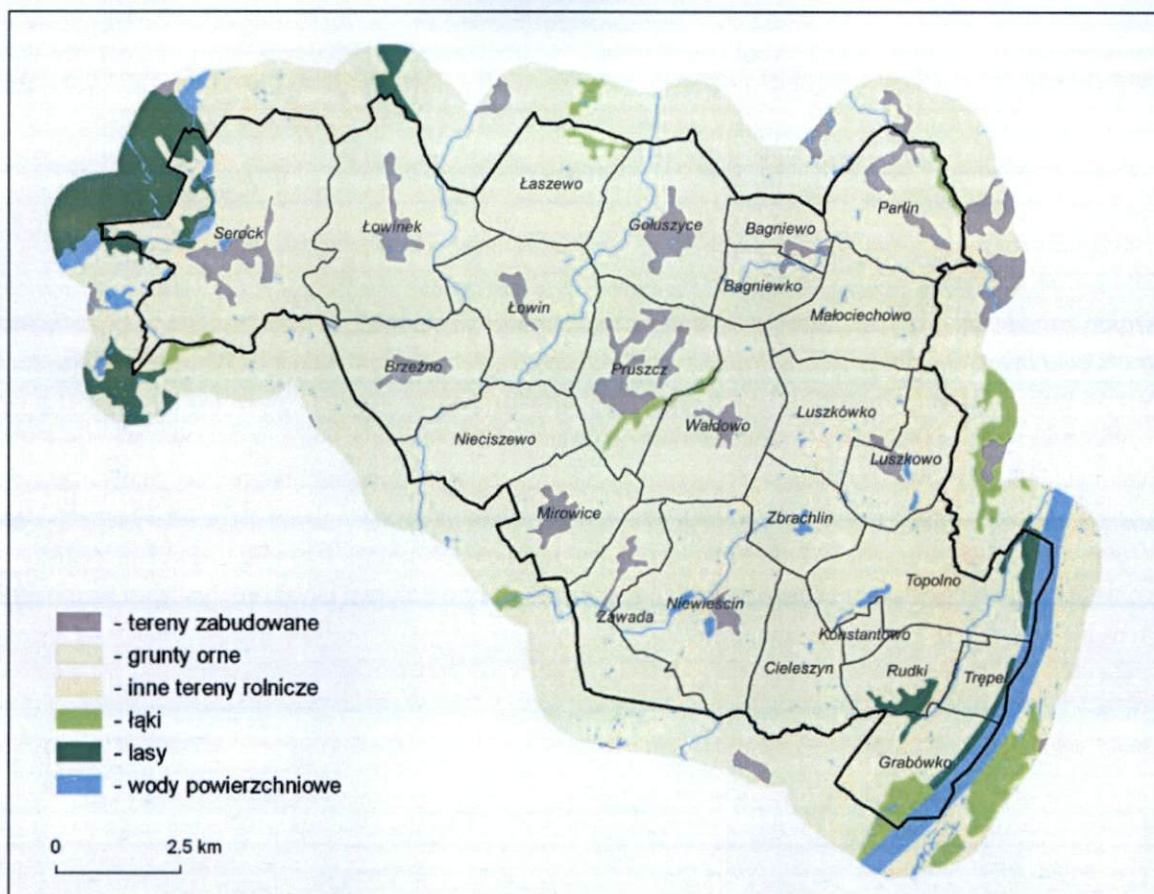 Łaszewo
Parlin
Serock
Łowinek
Gołuszyce
Bagniewo
Bagniewko
Łowin
Małociechowo
Brzeźno
Pruszcz
Luszkówko
Wałdowo
Nieciszewo
Luszkowo
Mirowice
Zbrachlin
Topolno
Niewieścin
Zawada
Konstantowo
Cieleszyn
Rudki
Trępel
Grabówko
- tereny zabudowane
- grunty orne
- inne tereny rolnicze
- łąki
- lasy
- wody powierzchniowe
0 2.5 km